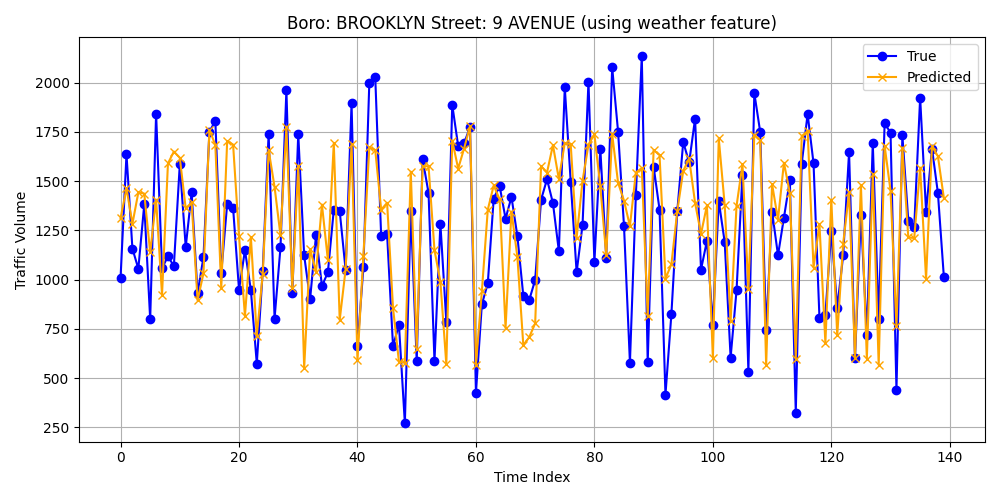 Boro: BROOKLYN Street: 9 AVENUE (using weather feature)
True
Predicted
Traffic Volume
2000
1750
1500
1250
1000
750
500
250
0 20 40 60 80 100 120 140
Time Index